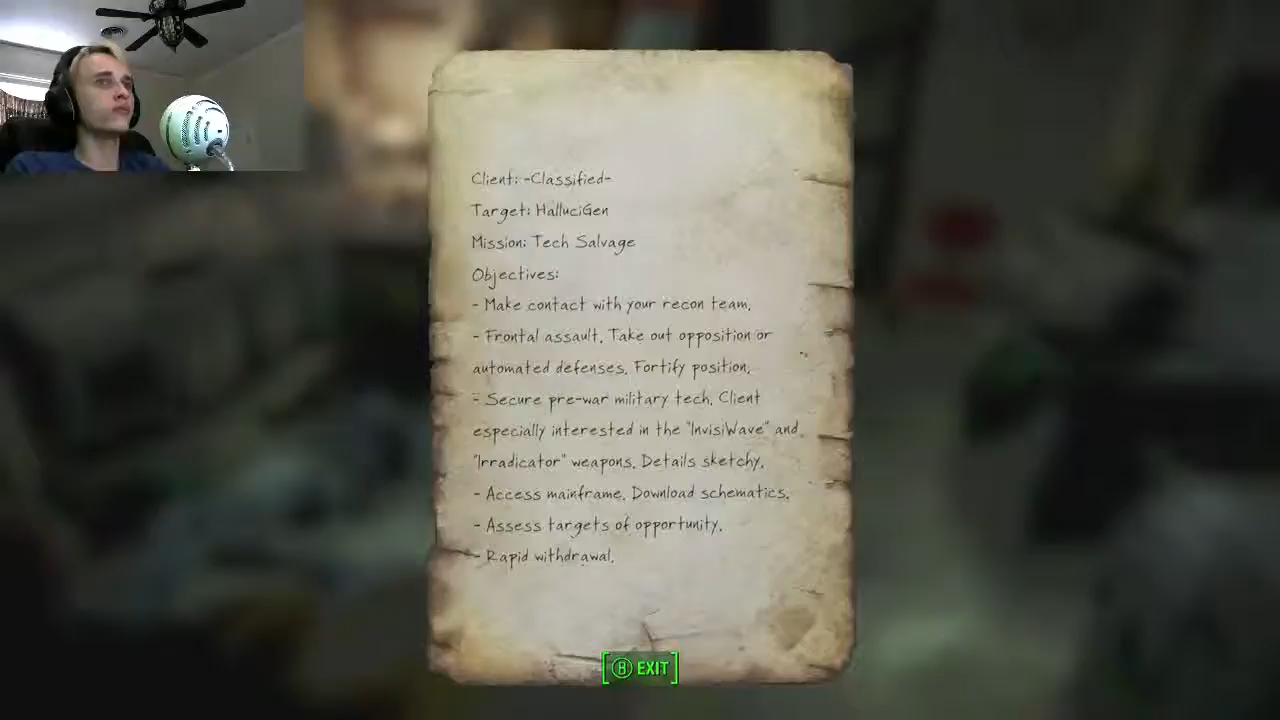 Client: -Classified-
Target: HalluciGen
Mission: Tech Salvage
Objectives:
- Make contact with your recon team.
- Frontal assault. Take out opposition or
automated defenses. Fortify position.
- Secure pre-war military tech. Client
especially interested in the "InvisiWave" and
"Irradicator" weapons. Details sketchy.
- Access mainframe. Download schematics.
- Assess targets of opportunity.
- Rapid withdrawal.
B EXIT